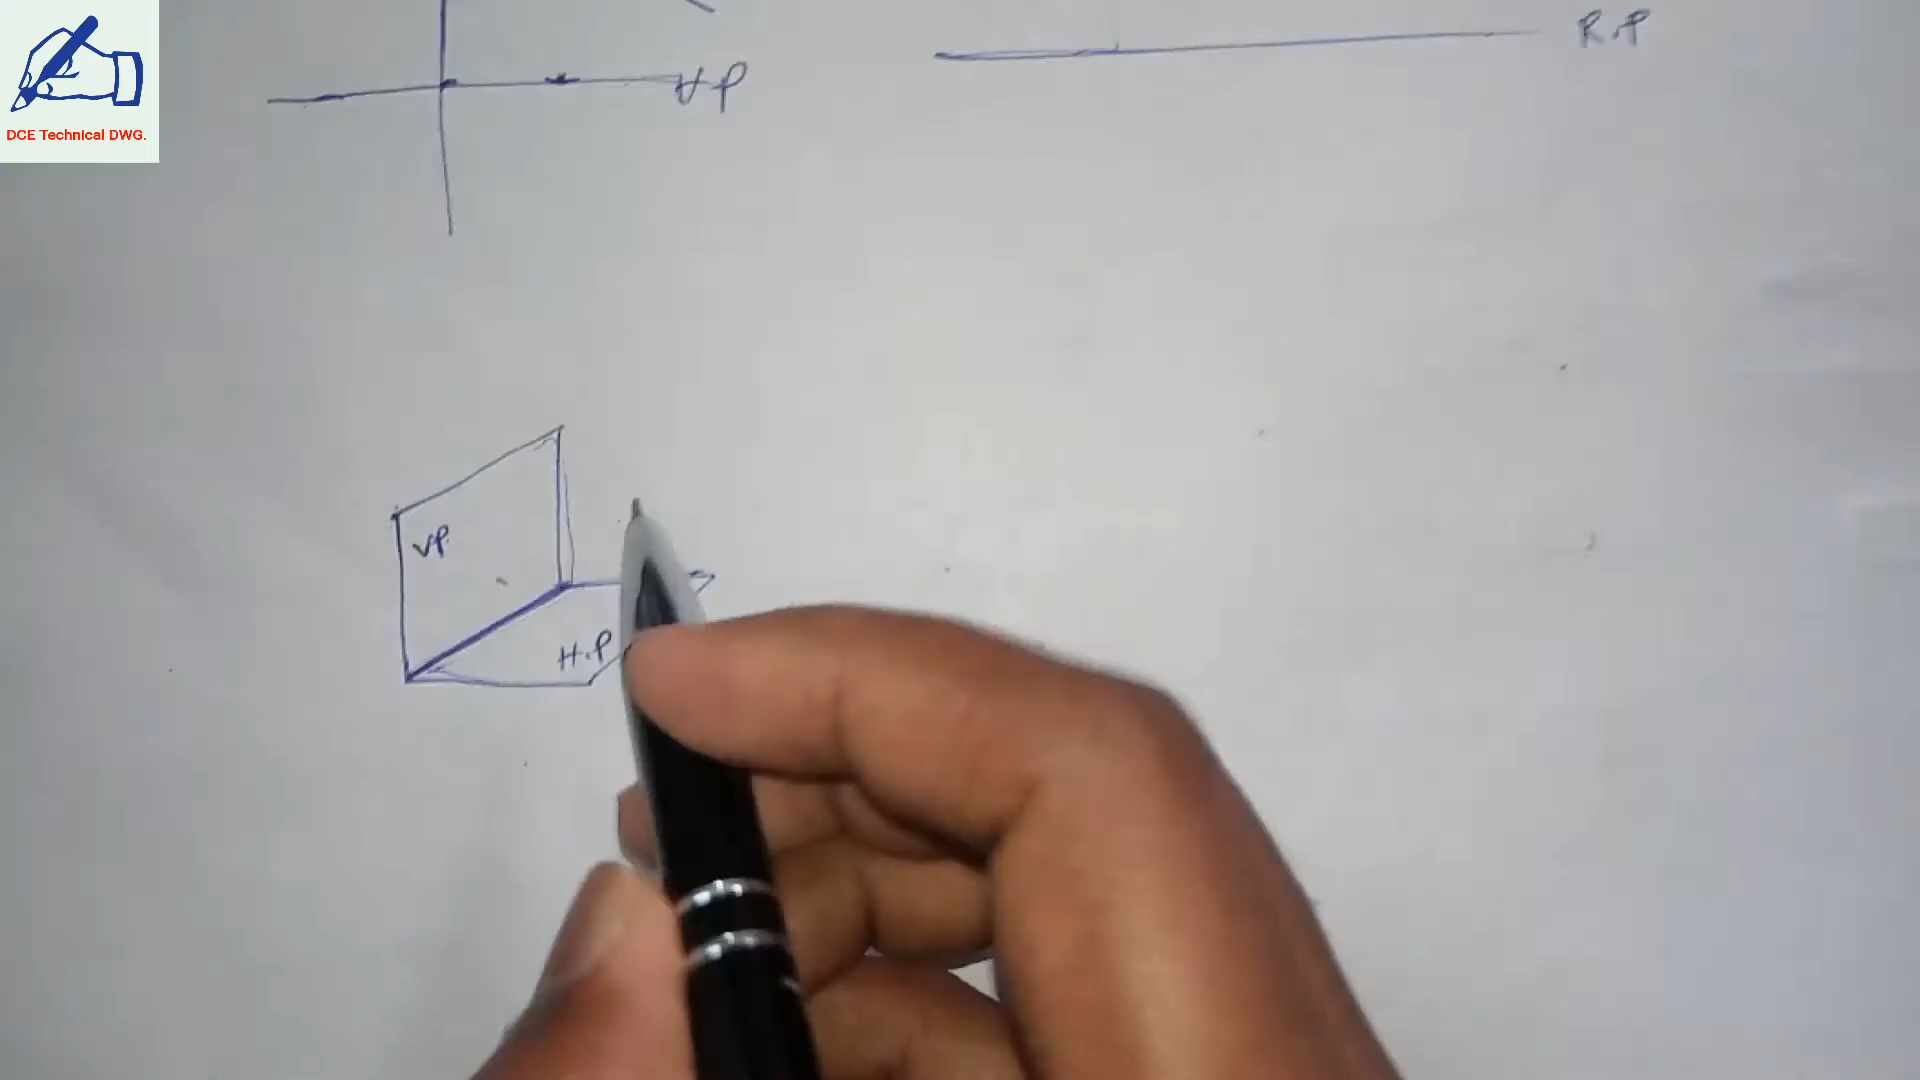 R.P
V P
DCE Technical DWG.
VP.
H.P